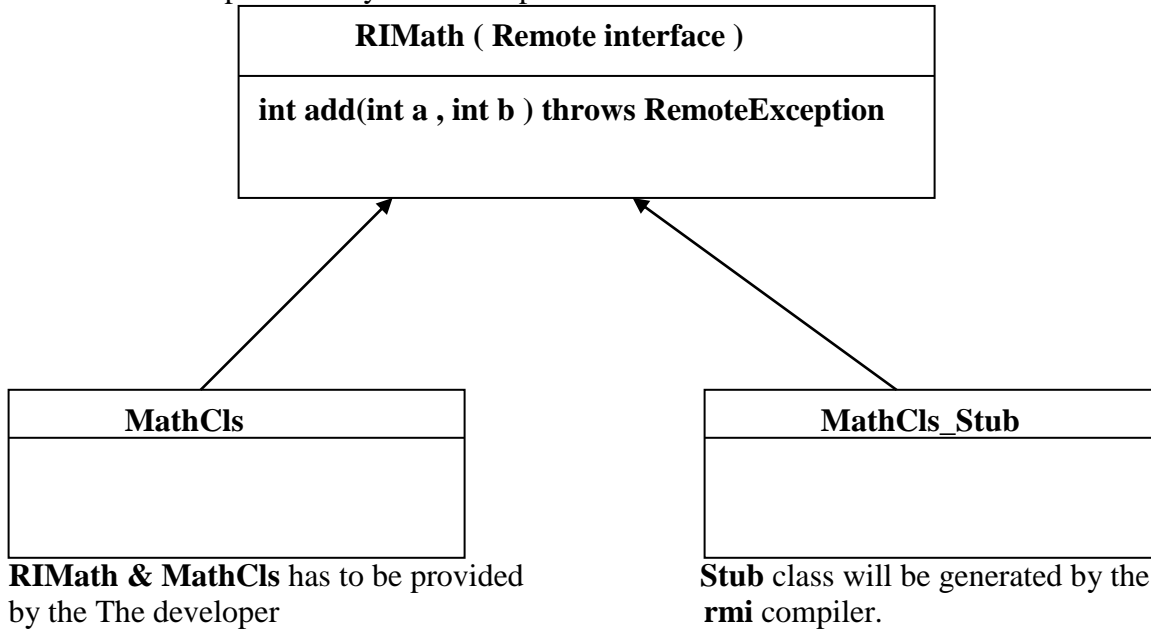 RIMath ( Remote interface )
int add(int a , int b ) throws RemoteException
MathCls
MathCls_Stub
RIMath & MathCls has to be provided
by the The developer
Stub class will be generated by the
rmi compiler.